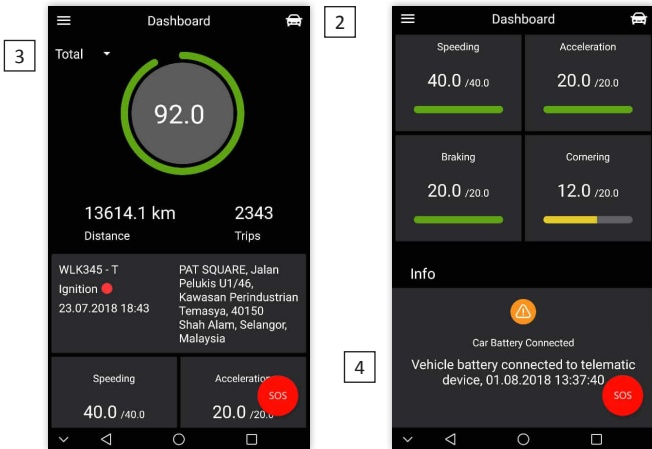 Dashboard
3
Total
92.0
13614.1 km
2343
Distance
Trips
WLK345 - T
Ignition
23.07.2018 18:43
PAT SQUARE, Jalan
Pelukis U1/46,
Kawasan Perindustrian
Temasya, 40150
Shah Alam, Selangor,
Malaysia
Speeding
Acceleration
40.0 /40.0
20.0 /20.0
SOS
2
Dashboard
Speeding
Acceleration
40.0 /40.0
20.0 /20.0
Braking
Cornering
20.0 /20.0
12.0 /20.0
Info
4
Car Battery Connected
Vehicle battery connected to telematic
device, 01.08.2018 13:37:40
SOS